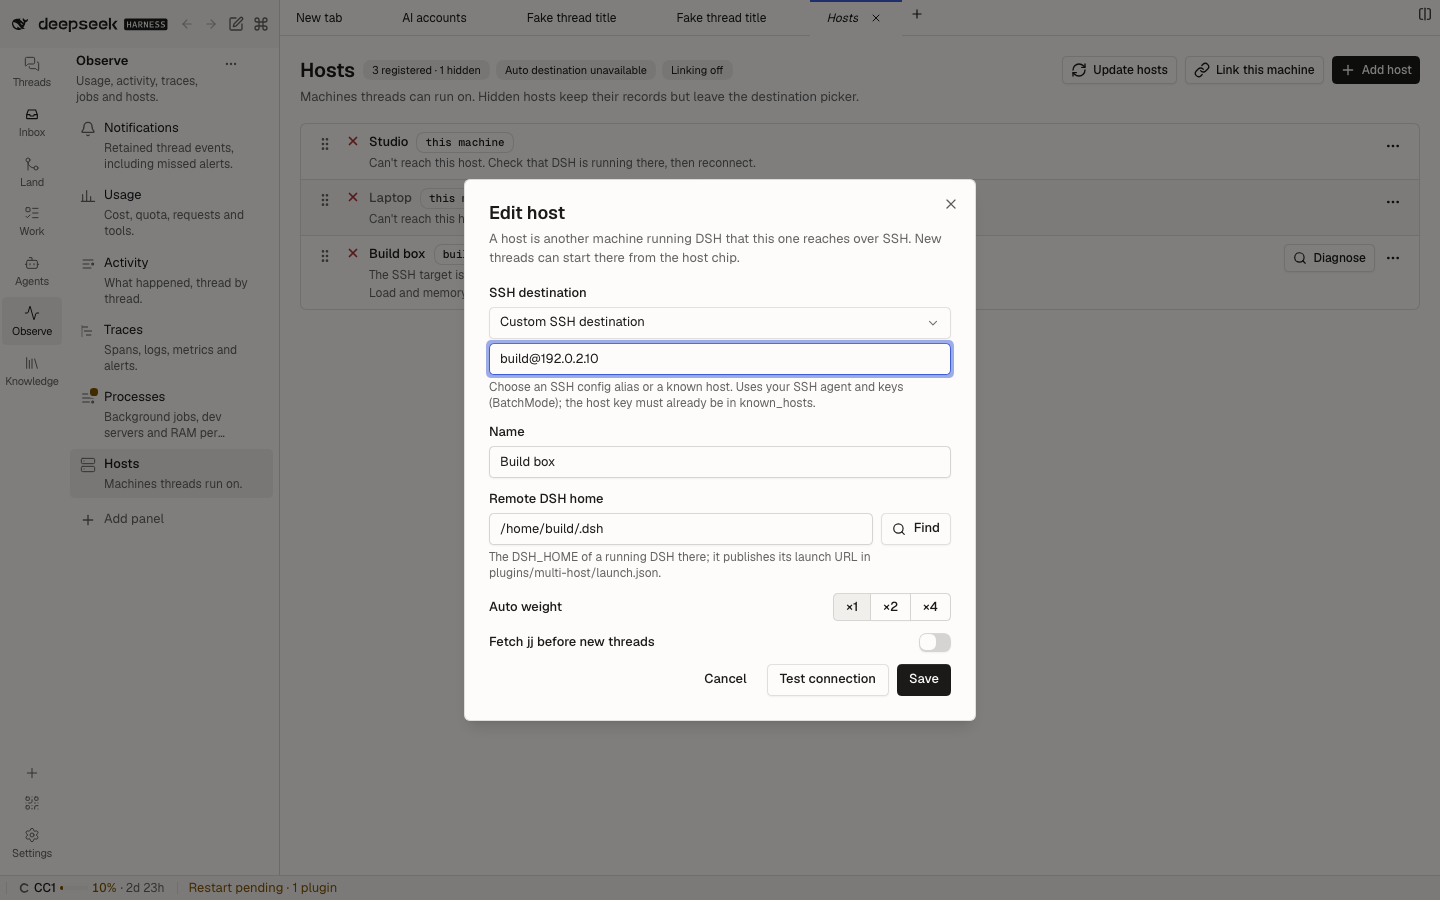 deepseek HARNESS
New tab
AI accounts
Fake thread title
Fake thread title
Hosts
Threads
Inbox
Land
Work
Agents
Observe
Knowledge
Settings
Observe
Usage, activity, traces,
jobs and hosts.
Notifications
Retained thread events,
including missed alerts.
Usage
Cost, quota, requests and
tools.
Activity
What happened, thread by
thread.
Traces
Spans, logs, metrics and
alerts.
Processes
Background jobs, dev
servers and RAM per…
Hosts
Machines threads run on.
Add panel
Hosts
3 registered · 1 hidden
Auto destination unavailable
Linking off
Update hosts
Link this machine
Add host
Machines threads can run on. Hidden hosts keep their records but leave the destination picker.
Studio
this machine
Can't reach this host. Check that DSH is running there, then reconnect.
Laptop
this
Can't reach this
Build box
The SSH target is
Load and memory
Diagnose
Edit host
A host is another machine running DSH that this one reaches over SSH. New
threads can start there from the host chip.
SSH destination
Custom SSH destination
build@192.0.2.10
Choose an SSH config alias or a known host. Uses your SSH agent and keys
(BatchMode); the host key must already be in known_hosts.
Name
Build box
Remote DSH home
/home/build/.dsh
Find
The DSH_HOME of a running DSH there; it publishes its launch URL in
plugins/multi-host/launch.json.
Auto weight
×1
×2
×4
Fetch jj before new threads
Cancel
Test connection
Save
C CC1 10% · 2d 23h
Restart pending · 1 plugin